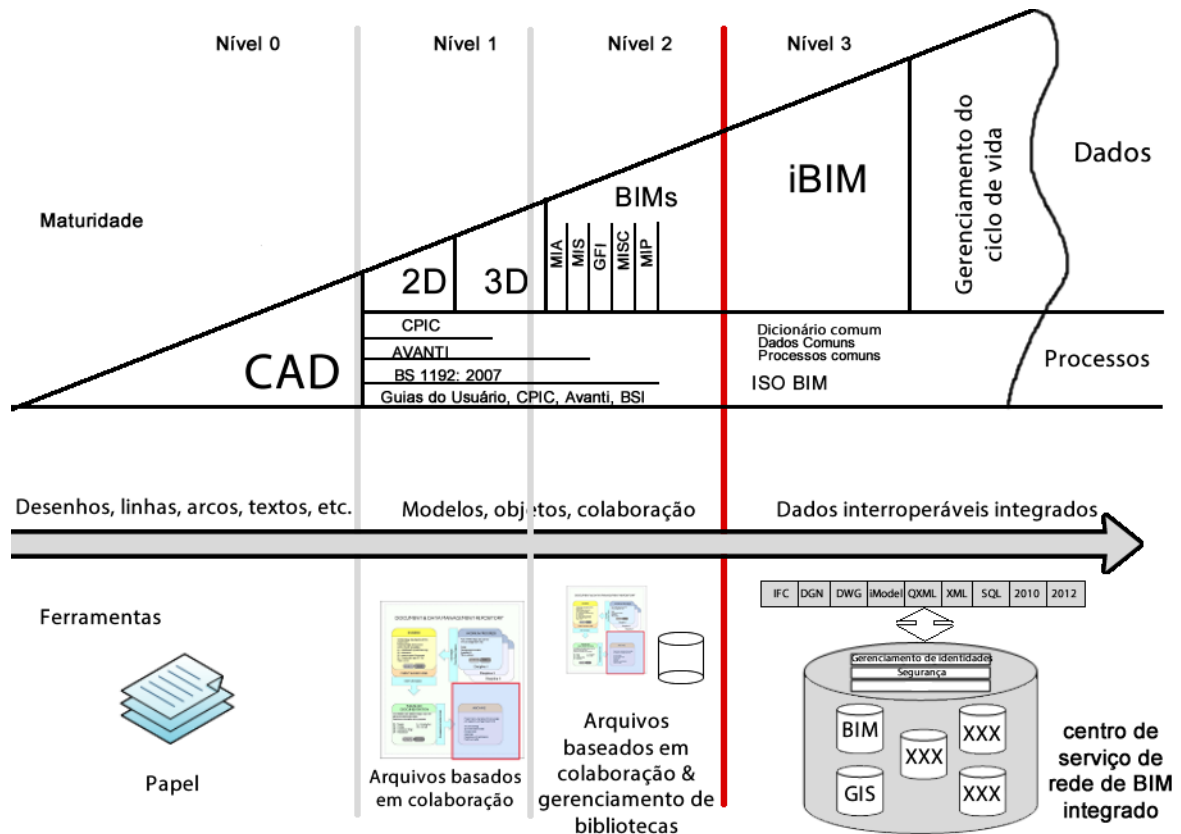 Nível 0
Nível 1
Nível 2
Nível 3
Maturidade
CAD
2D
3D
BIMs
MIA
MIS
GFI
MISC
MIP
iBIM
Gerenciamento do
ciclo de vida
Dados
CPIC
AVANTI
BS 1192: 2007
Guias do Usuário, CPIC, Avanti, BSI
Dicionário comum
Dados Comuns
Processos comuns
ISO BIM
Processos
Desenhos, linhas, arcos, textos, etc.
Modelos, objetos, colaboração
Dados interroperáveis integrados
Ferramentas
Papel
DOCUMENT & DATA MANAGEMENT REPOSITORY
Arquivos basados
em colaboração
Arquivos
baseados em
colaboração &
gerenciamento de
bibliotecas
IFC
DGN
DWG
iModel
QXML
XML
SQL
2010
2012
Gerenciamento de identidades
Segurança
BIM
XXX
XXX
GIS
XXX
centro de
serviço de
rede de BIM
integrado